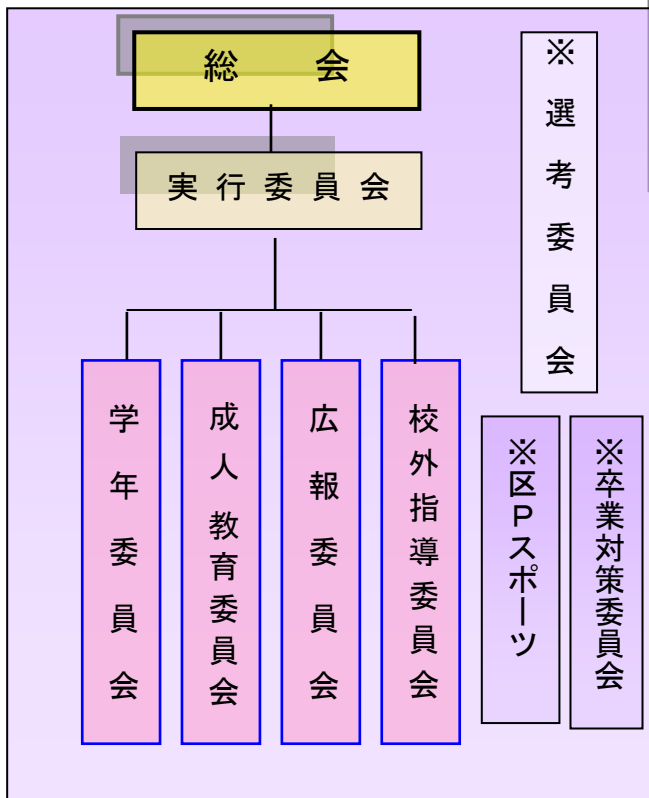 総会
実行委員会
※選考委員会
学年委員会
成人教育委員会
広報委員会
校外指導委員会
※区Pスポーツ
※卒業対策委員会